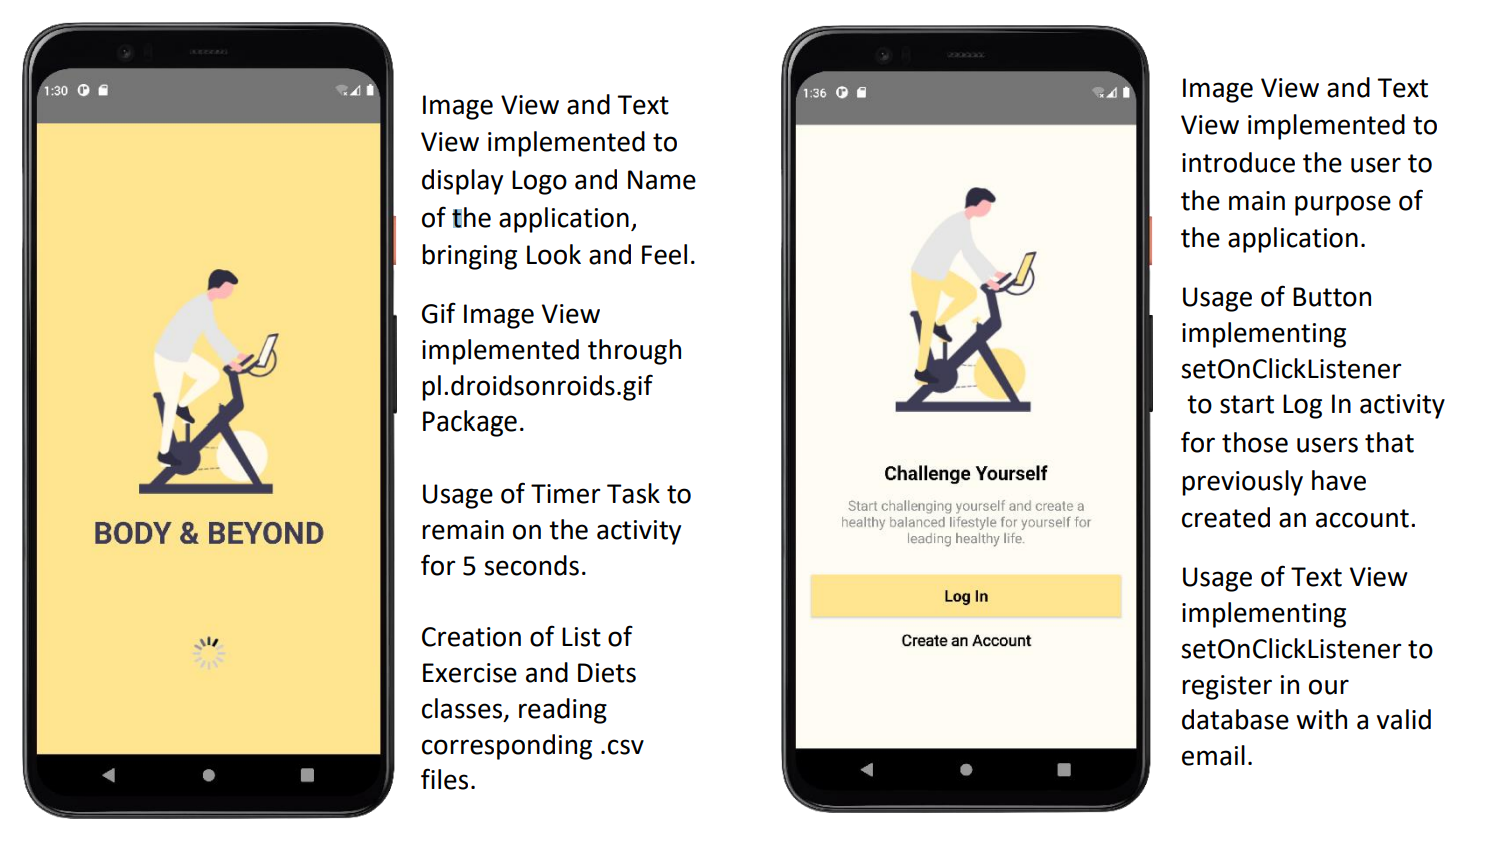 1:30
BODY & BEYOND
Image View and Text
View implemented to
display Logo and Name
of the application,
bringing Look and Feel.
Gif Image View
implemented through
pl.droidsonroids.gif
Package.
Usage of Timer Task to
remain on the activity
for 5 seconds.
Creation of List of
Exercise and Diets
classes, reading
corresponding .csv
files.
1:36
Challenge Yourself
Start challenging yourself and create a
healthy balanced lifestyle for yourself for
leading healthy life.
Log In
Create an Account
Image View and Text
View implemented to
introduce the user to
the main purpose of
the application.
Usage of Button
implementing
setOnClickListener
to start Log In activity
for those users that
previously have
created an account.
Usage of Text View
implementing
setOnClickListener to
register in our
database with a valid
email.